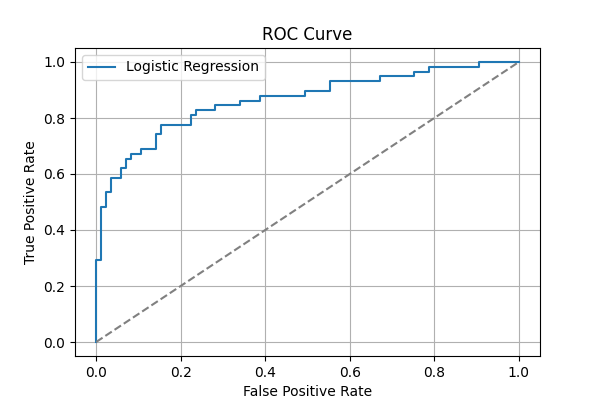 ROC Curve
Logistic Regression
True Positive Rate
1.0
0.8
0.6
0.4
0.2
0.0
0.0 0.2 0.4 0.6 0.8 1.0
False Positive Rate